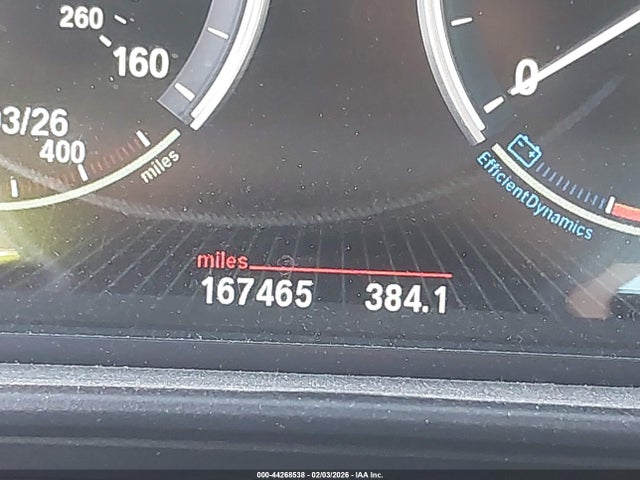 260
160
0
3/26
400
miles
EfficientDynamics
miles
167465 384.1
000-44268538 - 02/03/2026 - IAA Inc.